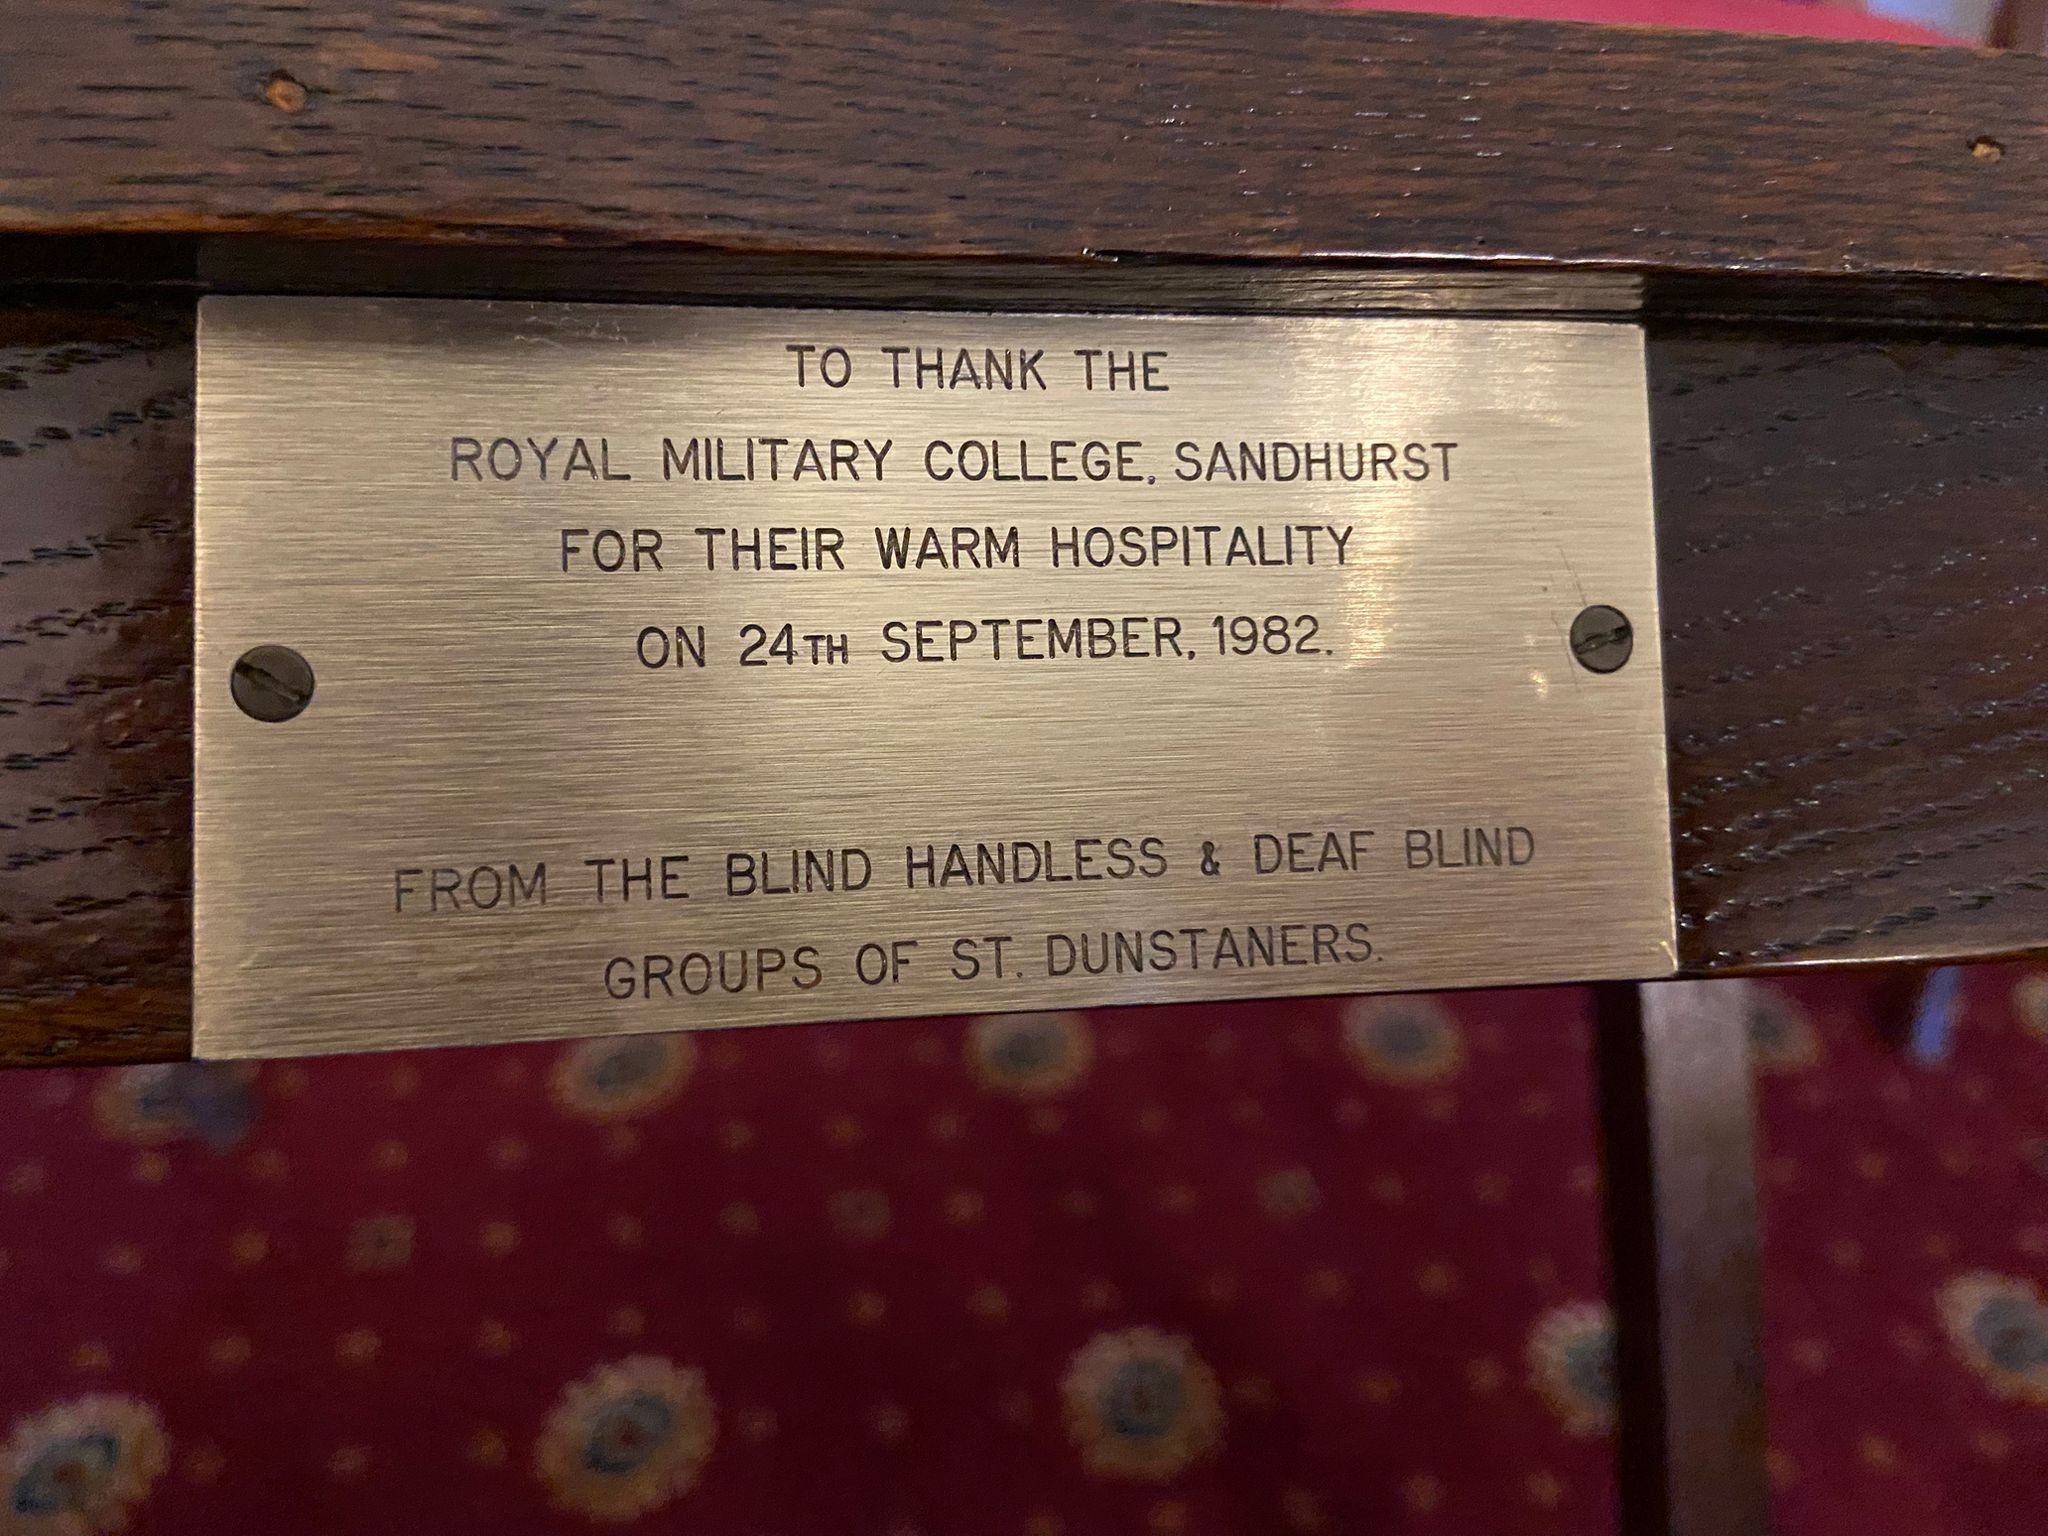 TO THANK THE
ROYAL MILITARY COLLEGE, SANDHURST
FOR THEIR WARM HOSPITALITY
ON 24TH SEPTEMBER, 1982.
FROM THE BLIND HANDLESS & DEAF BLIND
GROUPS OF ST. DUNSTANERS.